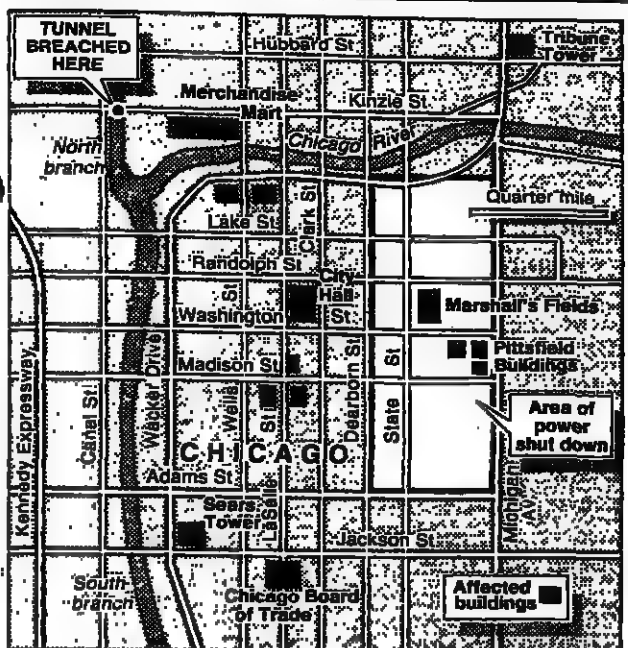 TUNNEL
BREACHED
HERE
Hubbard St
Tribune
Tower
Merchandise
Mart
Kinzie St
North
branch
Chicago River
Quarter mile
Lake St
Clark St
Randolph St
City
Hall
Washington St
Marshall's Fields
Wells St
Madison St
Pittsfield
Buildings
Kennedy Expressway
Canal St
Wacker Drive
LaSalle St
Dearborn St
State St
Area of
power
shut down
CHICAGO
Adams St
Michigan
AV
Sears
Tower
Jackson St
South
branch
Chicago Board
of Trade
Affected
buildings